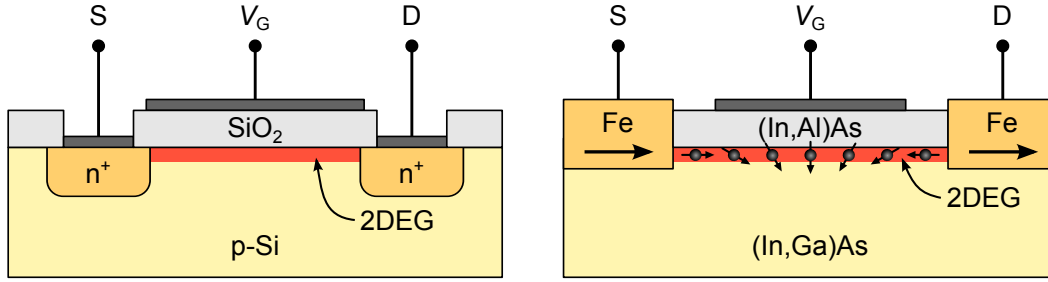 S
V_G
D
SiO₂
n⁺
n⁺
2DEG
p-Si
S
V_G
D
Fe
(In,Al)As
Fe
2DEG
(In,Ga)As